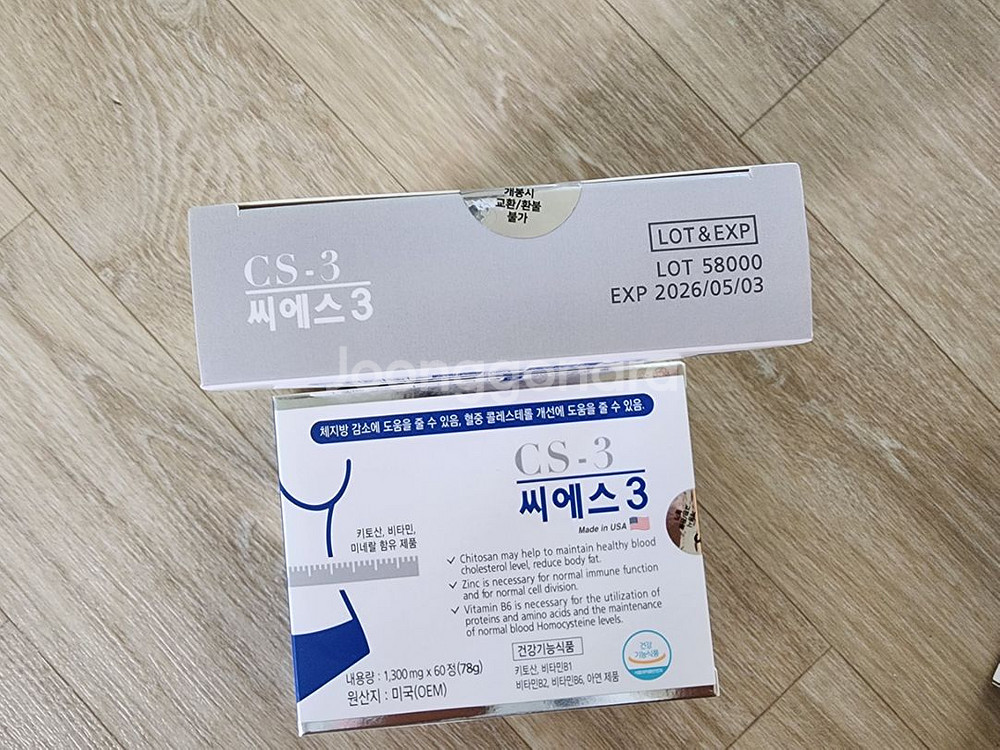 개봉시
교환/환불
불가
CS-3
씨에스3
LOT&EXP
LOT 58000
EXP 2026/05/03
Joonggonara
체지방 감소에 도움을 줄 수 있음, 혈중 콜레스테롤 개선에 도움을 줄 수 있음.
CS-3
씨에스3
Made in USA
키토산, 비타민,
미네랄 함유 제품
✓ Chitosan may help to maintain healthy blood
cholesterol level, reduce body fat.
✓ Zinc is necessary for normal immune function
and for normal cell division.
✓ Vitamin B6 is necessary for the utilization of
proteins and amino acids and the maintenance
of normal blood Homocysteine levels.
건강기능식품
키토산, 비타민B1
비타민B2, 비타민B6, 아연 제품
건강
기능식품
내용량 : 1,300mg x 60정(78g)
원산지 : 미국(OEM)